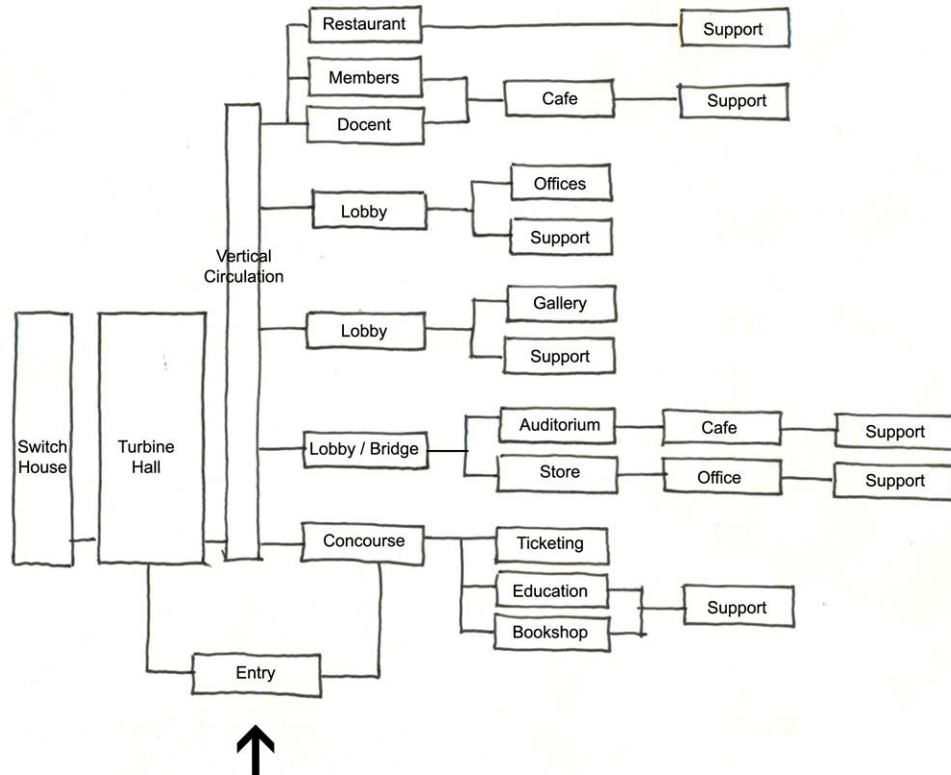 Restaurant
Support
Members
Cafe
Support
Docent
Offices
Lobby
Support
Vertical
Circulation
Gallery
Lobby
Support
Auditorium
Cafe
Support
Switch
House
Turbine
Hall
Lobby / Bridge
Store
Office
Support
Concourse
Ticketing
Education
Support
Bookshop
Entry